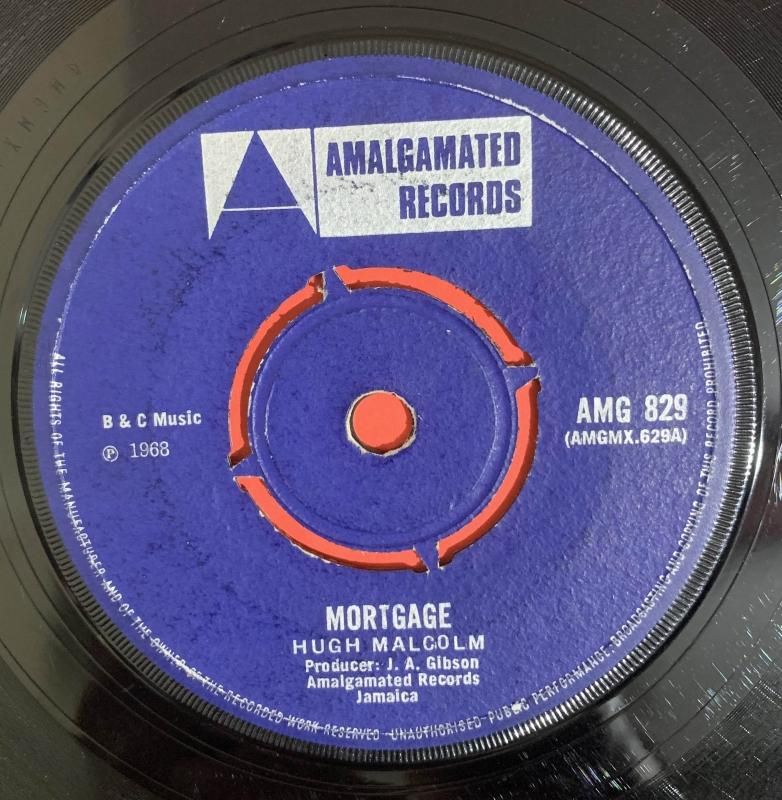 AMALGAMATED
RECORDS
B & C Music
℗ 1968
AMG 829
(AMGMX.629A)
MORTGAGE
HUGH MALCOLM
Producer: J. A. Gibson
Amalgamated Records
Jamaica
ALL RIGHTS OF THE MANUFACTURER AND OF THE OWNER OF THE RECORDED WORK RESERVED · UNAUTHORISED PUBLIC PERFORMANCE, BROADCASTING AND COPYING OF THIS RECORD PROHIBITED